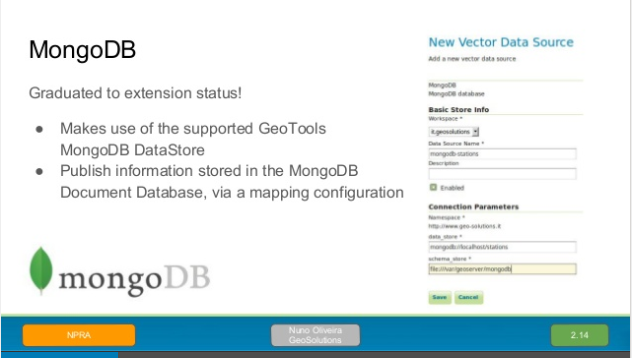 MongoDB
Graduated to extension status!
● Makes use of the supported GeoTools
MongoDB DataStore
● Publish information stored in the MongoDB
Document Database, via a mapping configuration
mongoDB
New Vector Data Source
Add a new vector data source
MongoDB
MongoDB database
Basic Store Info
Workspace *
it.geosolutions
Data Source Name *
mongodb-stations
Description
Enabled
Connection Parameters
Namespace *
http://www.geo-solutions.it
data_store *
mongodb://localhost/stations
schema_store *
file:///var/geoserver/mongodb
Save Cancel
NPRA
Nuno Oliveira
GeoSolutions
2.14